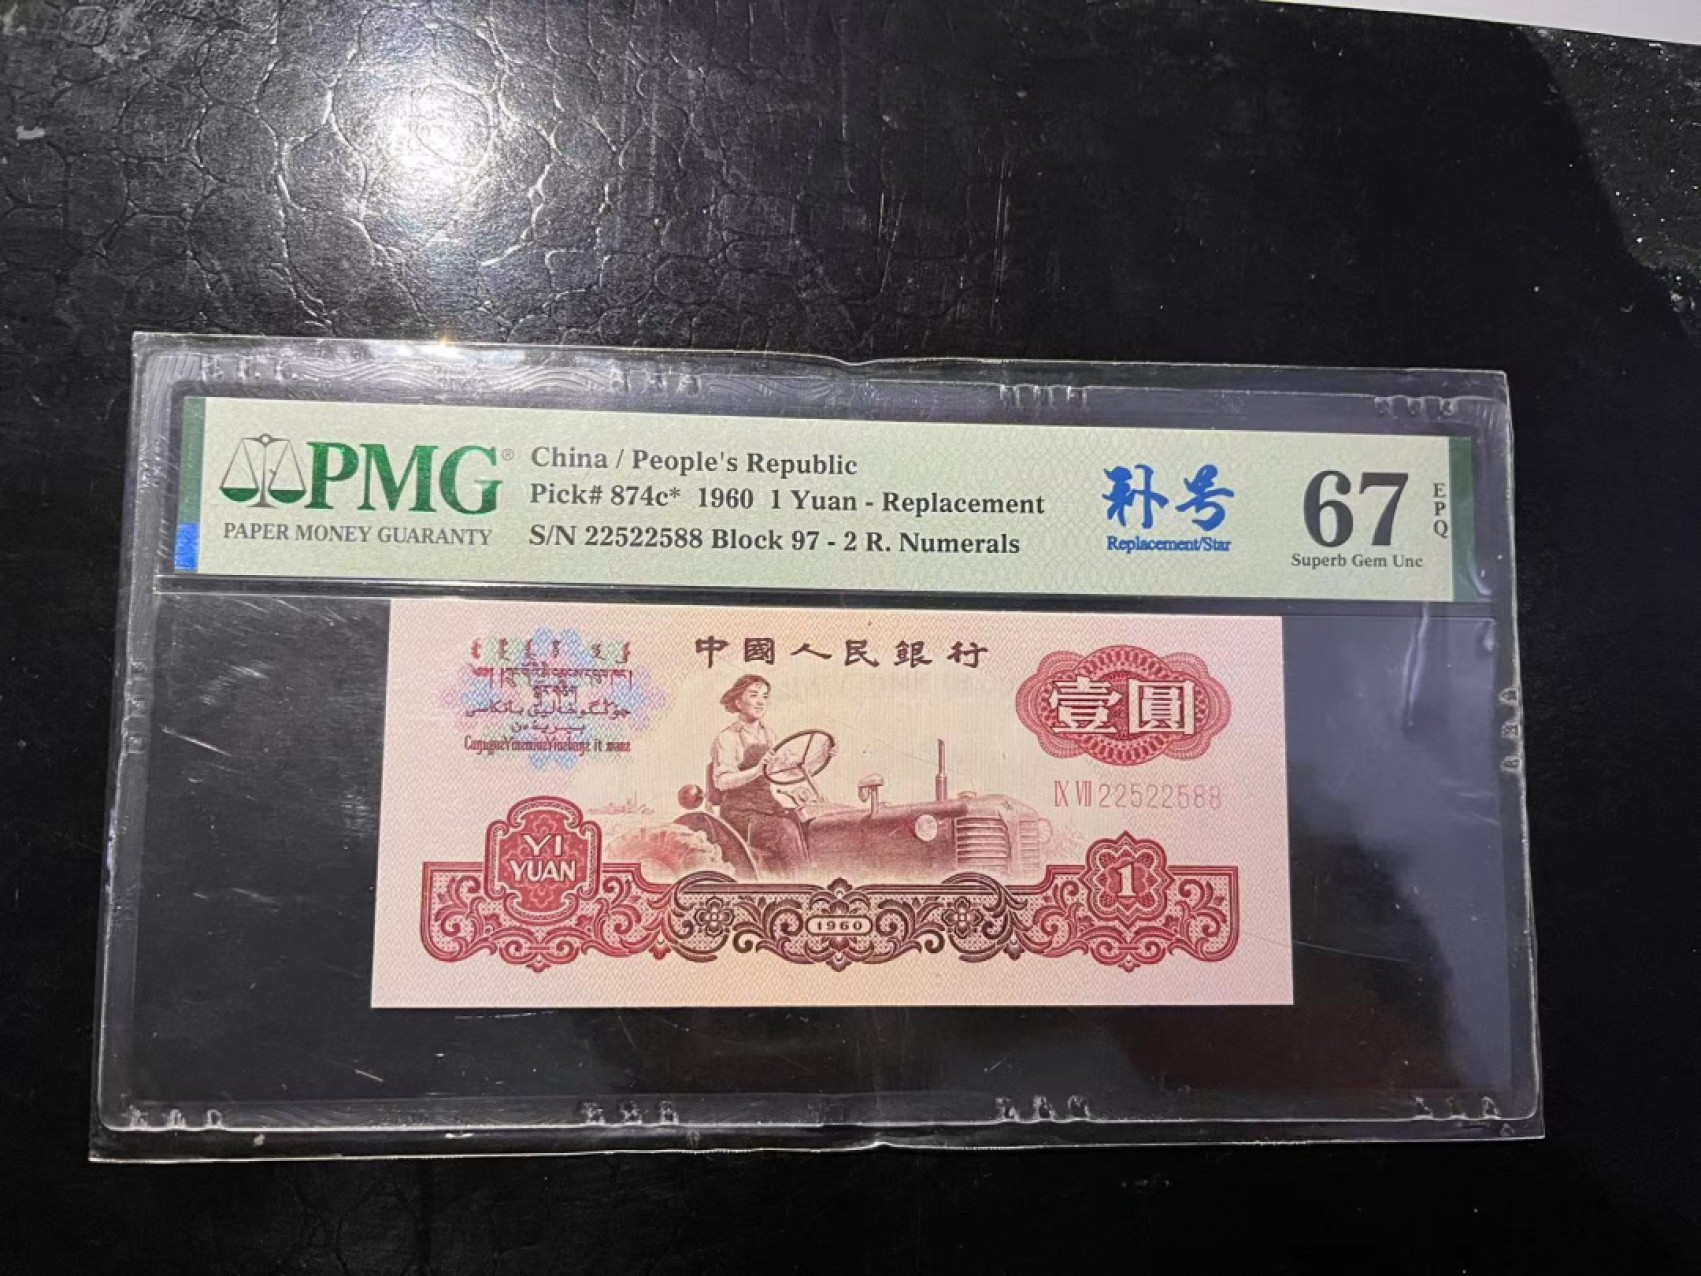 PMG®
PAPER MONEY GUARANTY
China / People's Republic
Pick# 874c* 1960 1 Yuan - Replacement
S/N 22522588 Block 97 - 2 R. Numerals
补号
Replacement/Star
67
EPQ
Superb Gem Unc
中國人民銀行
壹圓
IX VII 22522588
YI
YUAN
1960
1